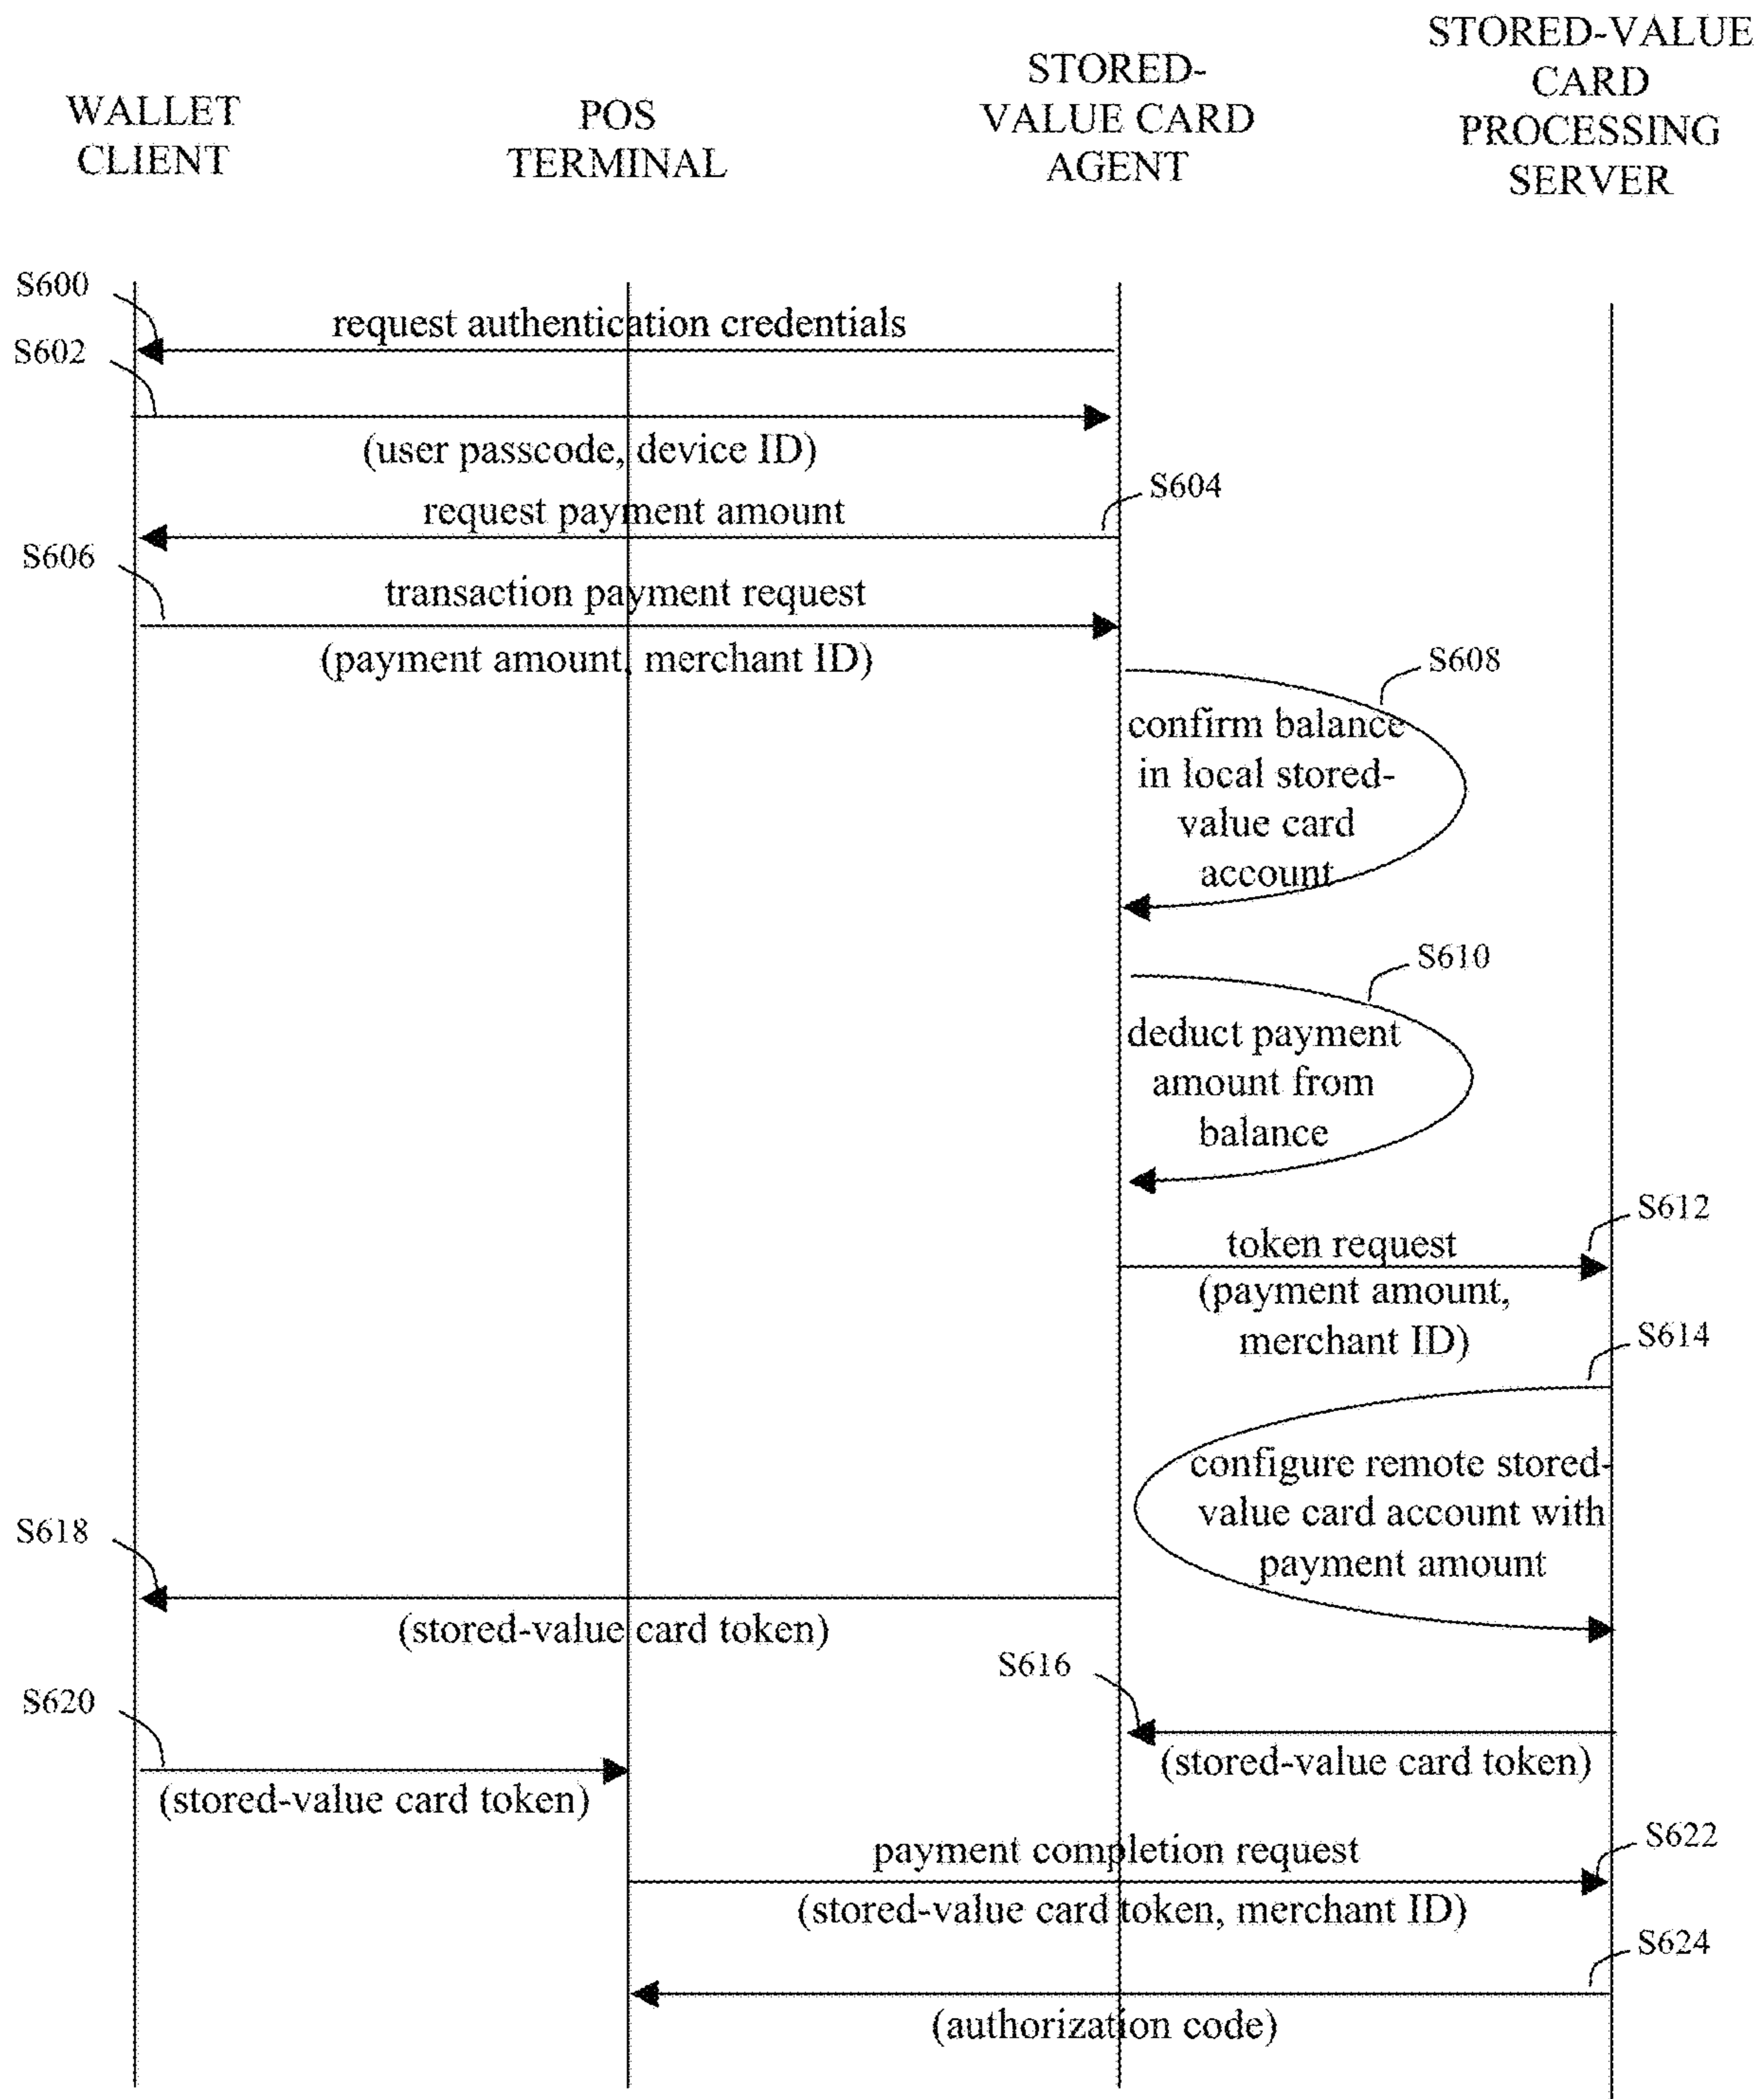 WALLET
CLIENT
POS
TERMINAL
STORED-
VALUE CARD
AGENT
STORED-VALUE
CARD
PROCESSING
SERVER
S600
request authentication credentials
S602
(user passcode, device ID)
S604
request payment amount
S606
transaction payment request
(payment amount, merchant ID)
S608
confirm balance
in local stored-
value card
account
S610
deduct payment
amount from
balance
S612
token request
(payment amount,
merchant ID)
S614
configure remote stored-
value card account with
payment amount
S618
(stored-value card token)
S616
(stored-value card token)
S620
(stored-value card token)
S622
payment completion request
(stored-value card token, merchant ID)
S624
(authorization code)